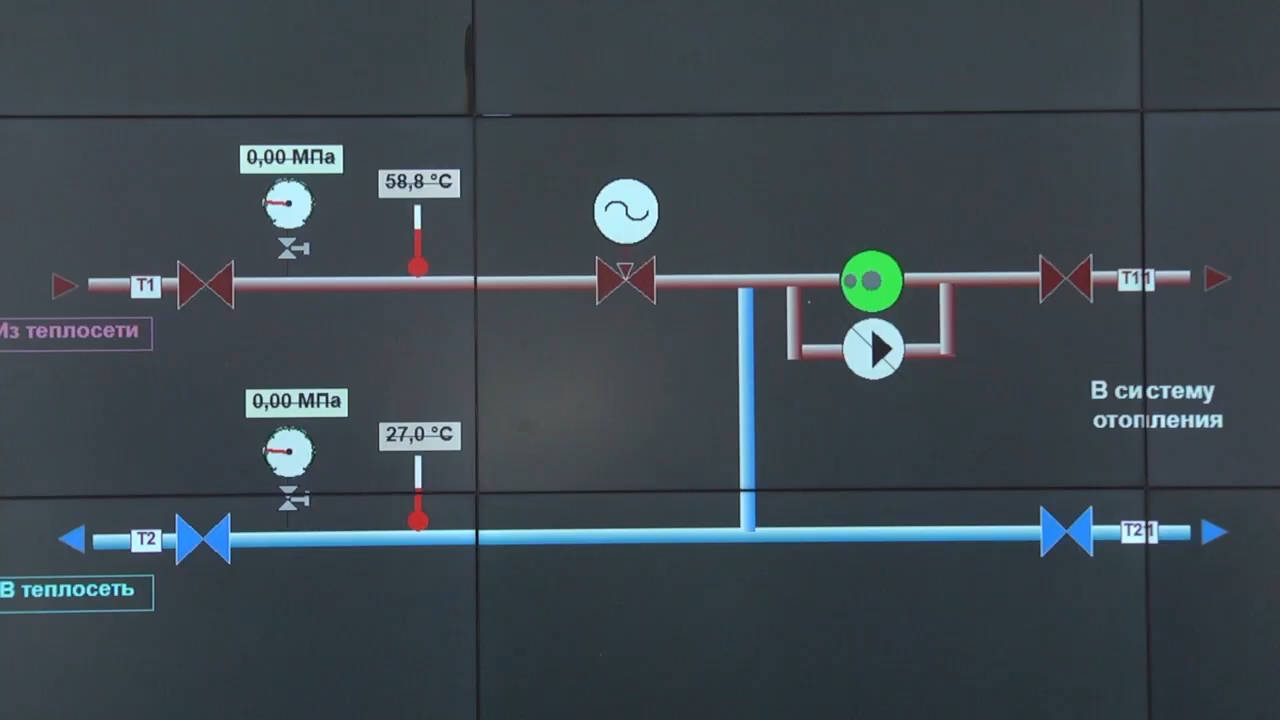 0,00 МПа
58,8 °C
T1
T11
Из теплосети
0,00 МПа
27,0 °C
В систему
отопления
T2
T21
В теплосеть